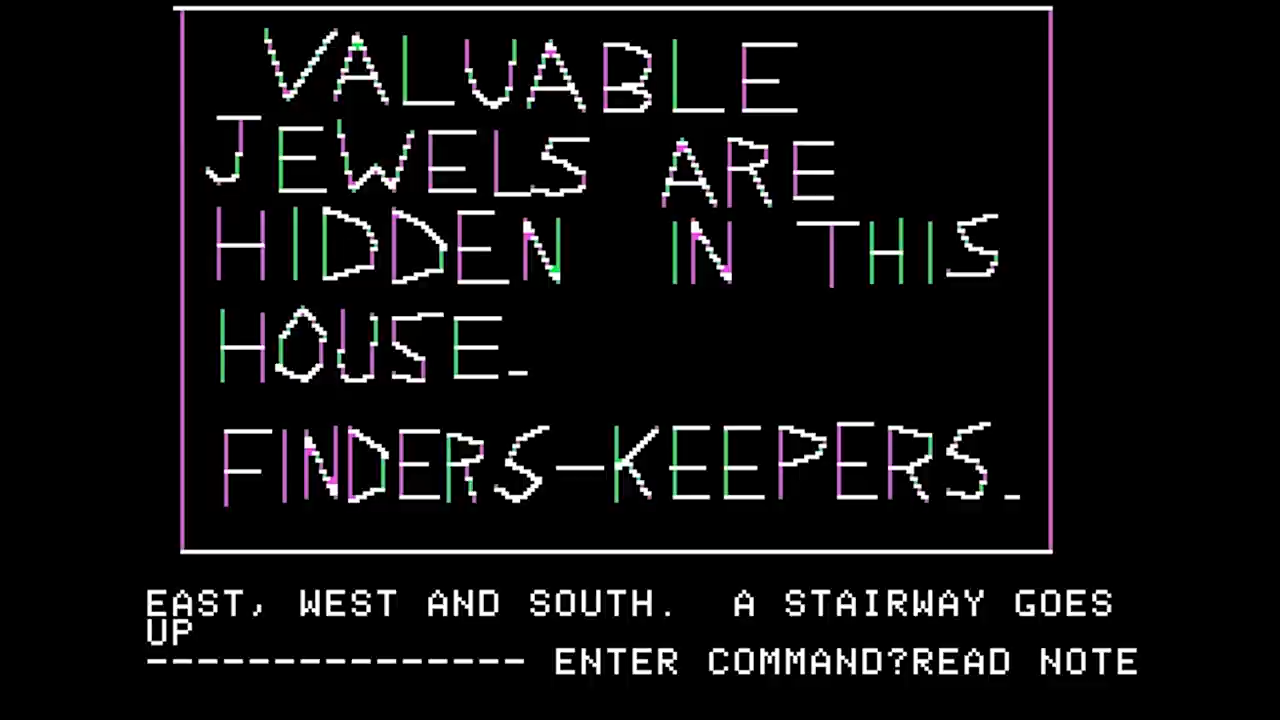 VALUABLE
JEWELS ARE
HIDDEN IN THIS
HOUSE.
FINDERS-KEEPERS.
EAST, WEST AND SOUTH. A STAIRWAY GOES
UP
--------------- ENTER COMMAND?READ NOTE